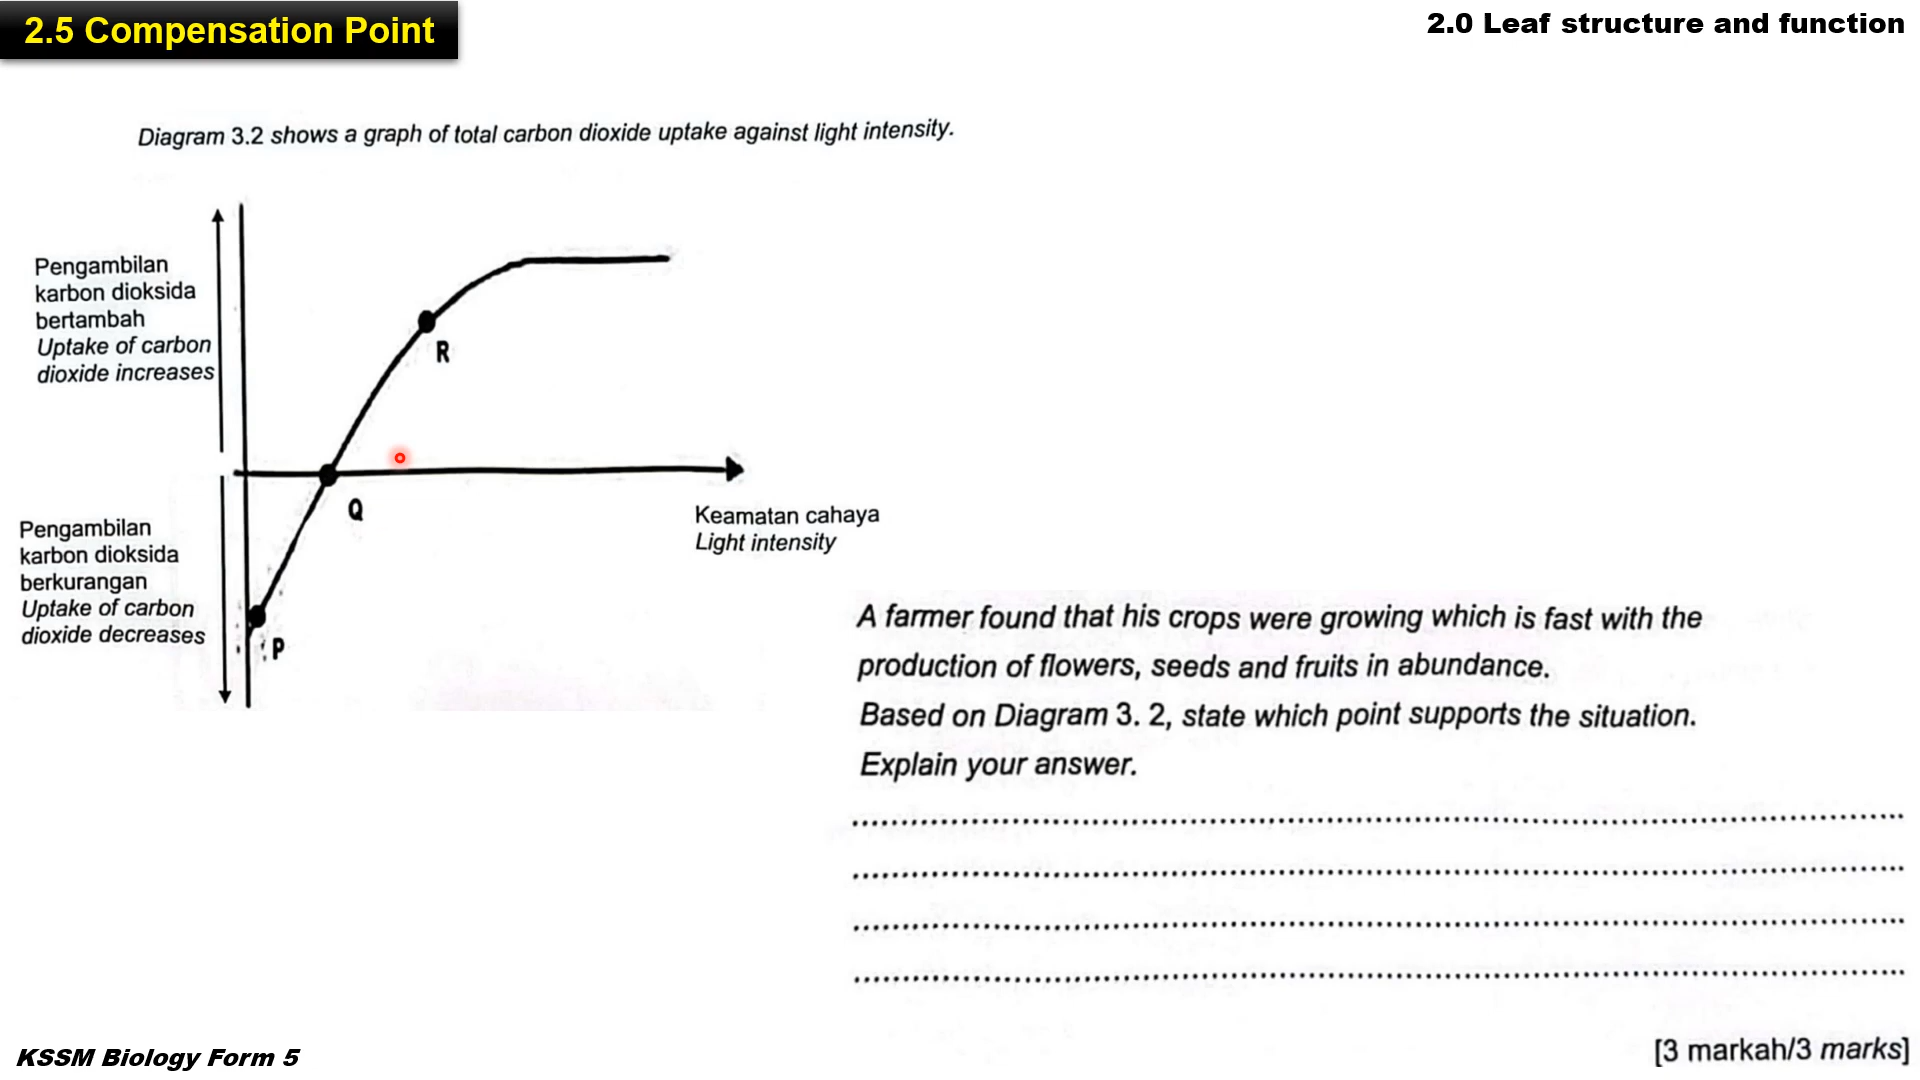 2.5 Compensation Point
2.0 Leaf structure and function
Diagram 3.2 shows a graph of total carbon dioxide uptake against light intensity.
Pengambilan
karbon dioksida
bertambah
Uptake of carbon
dioxide increases
R
Q
Keamatan cahaya
Light intensity
Pengambilan
karbon dioksida
berkurangan
Uptake of carbon
dioxide decreases
P
A farmer found that his crops were growing which is fast with the
production of flowers, seeds and fruits in abundance.
Based on Diagram 3. 2, state which point supports the situation.
Explain your answer.
[3 markah/3 marks]
KSSM Biology Form 5